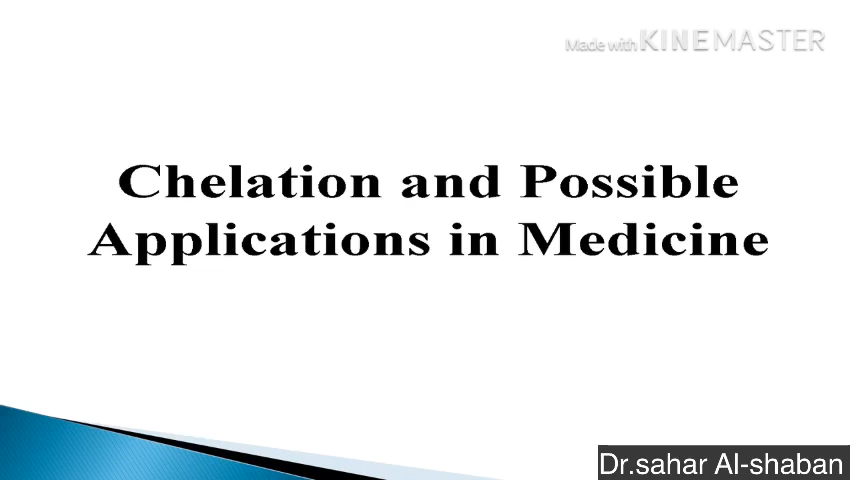 Made with KINEMASTER
Chelation and Possible
Applications in Medicine
Dr.sahar Al-shaban